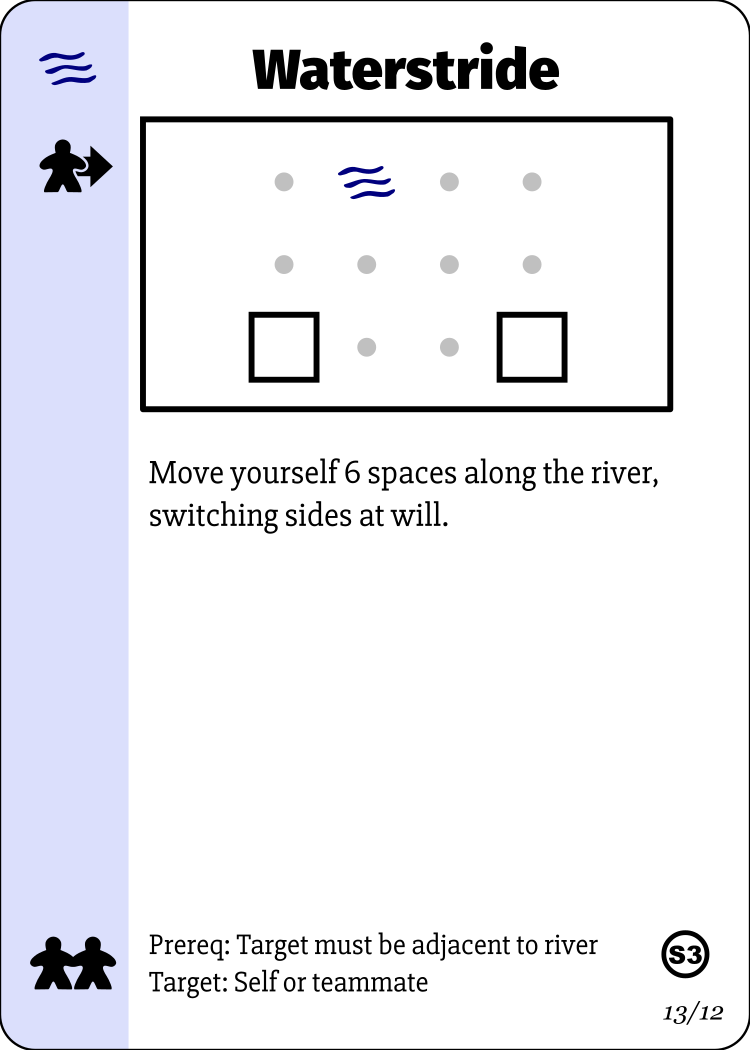 Waterstride
Move yourself 6 spaces along the river,
switching sides at will.
Prereq: Target must be adjacent to river
Target: Self or teammate
S3
13/12